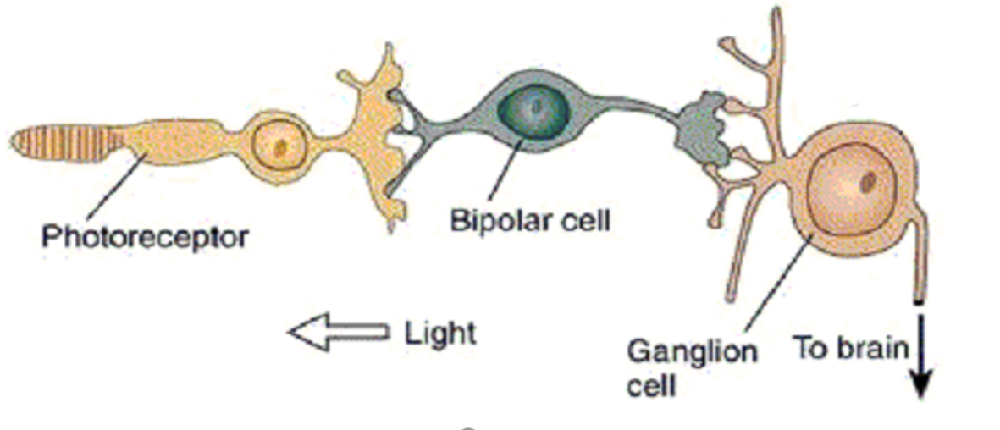 Photoreceptor
Bipolar cell
Light
Ganglion
cell
To brain